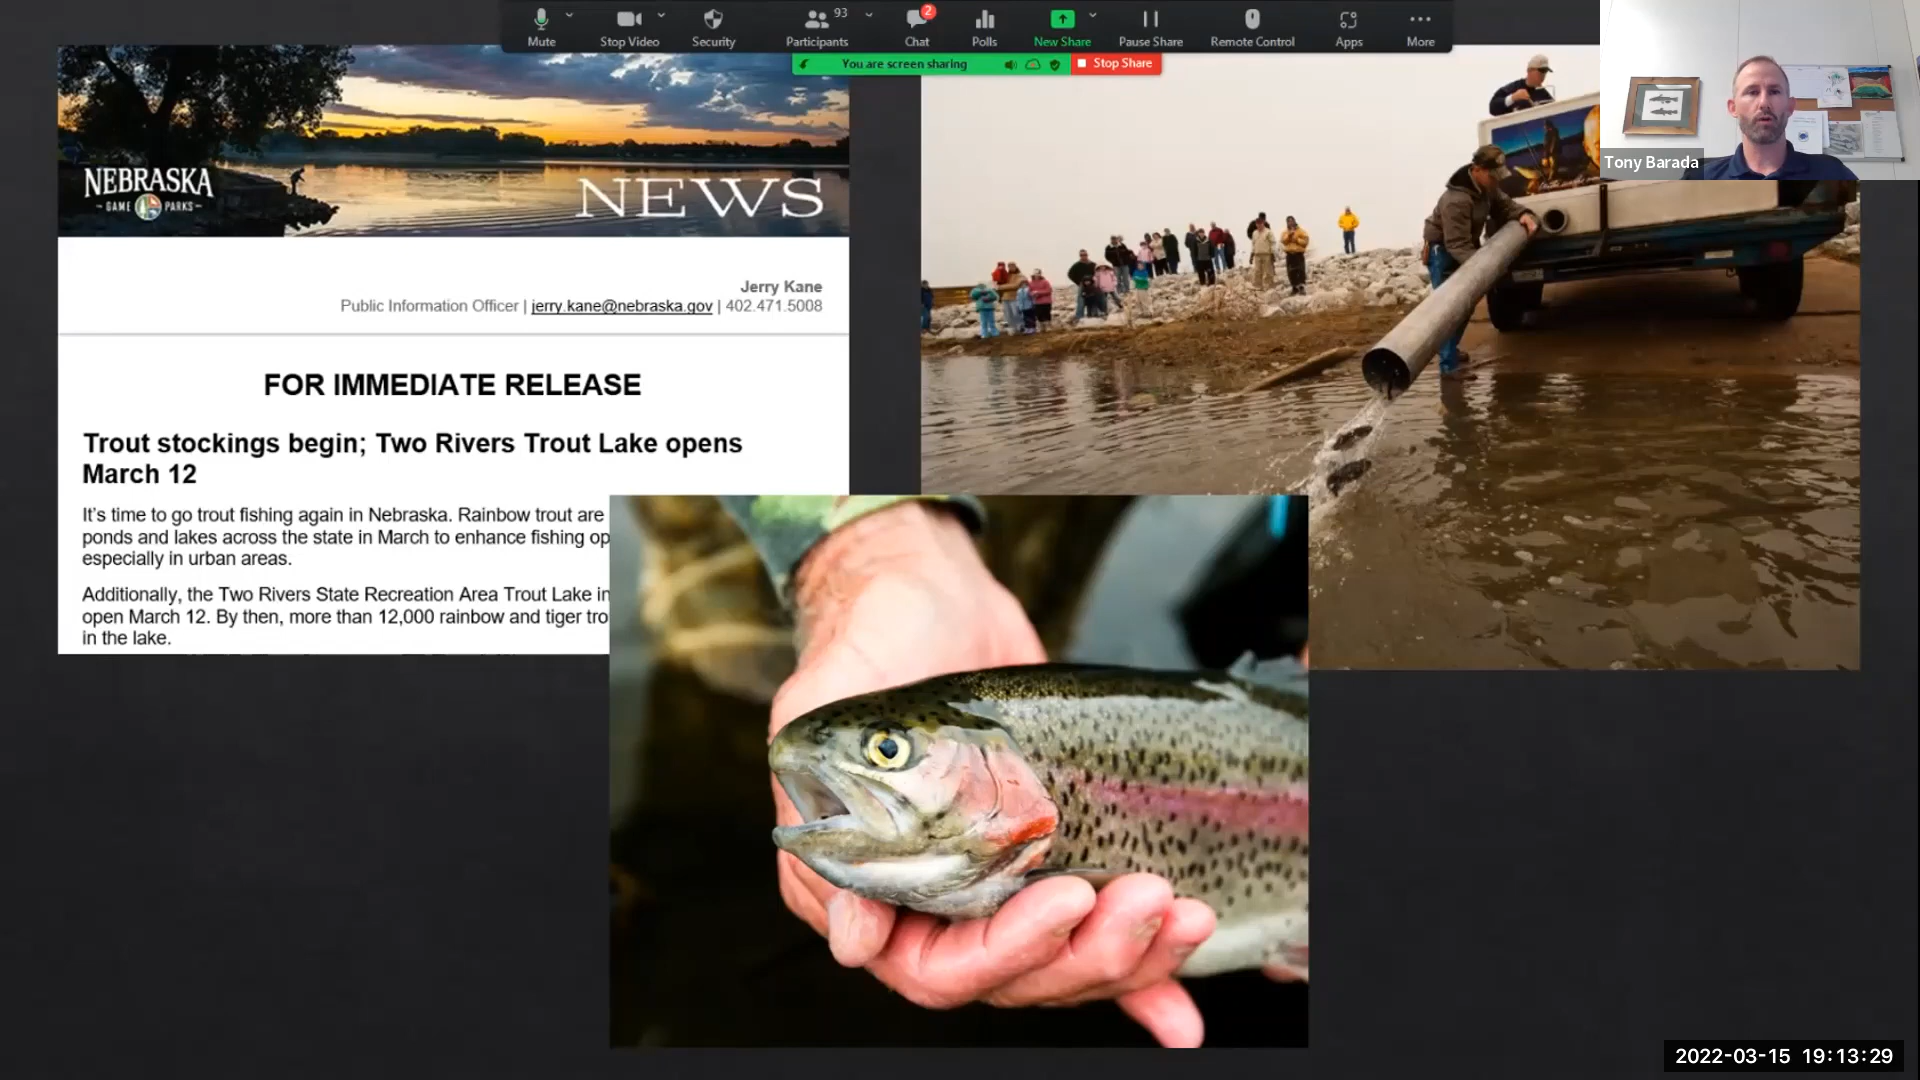 Mute
Stop Video
Security
93
Participants
2
Chat
Polls
New Share
Pause Share
Remote Control
Apps
More
You are screen sharing
Stop Share
Tony Barada
NEBRASKA
GAME PARKS
NEWS
Jerry Kane
Public Information Officer | jerry.kane@nebraska.gov | 402.471.5008
FOR IMMEDIATE RELEASE
Trout stockings begin; Two Rivers Trout Lake opens
March 12
It's time to go trout fishing again in Nebraska. Rainbow trout are
ponds and lakes across the state in March to enhance fishing op
especially in urban areas.
Additionally, the Two Rivers State Recreation Area Trout Lake in
open March 12. By then, more than 12,000 rainbow and tiger tro
in the lake.
2022-03-15 19:13:29